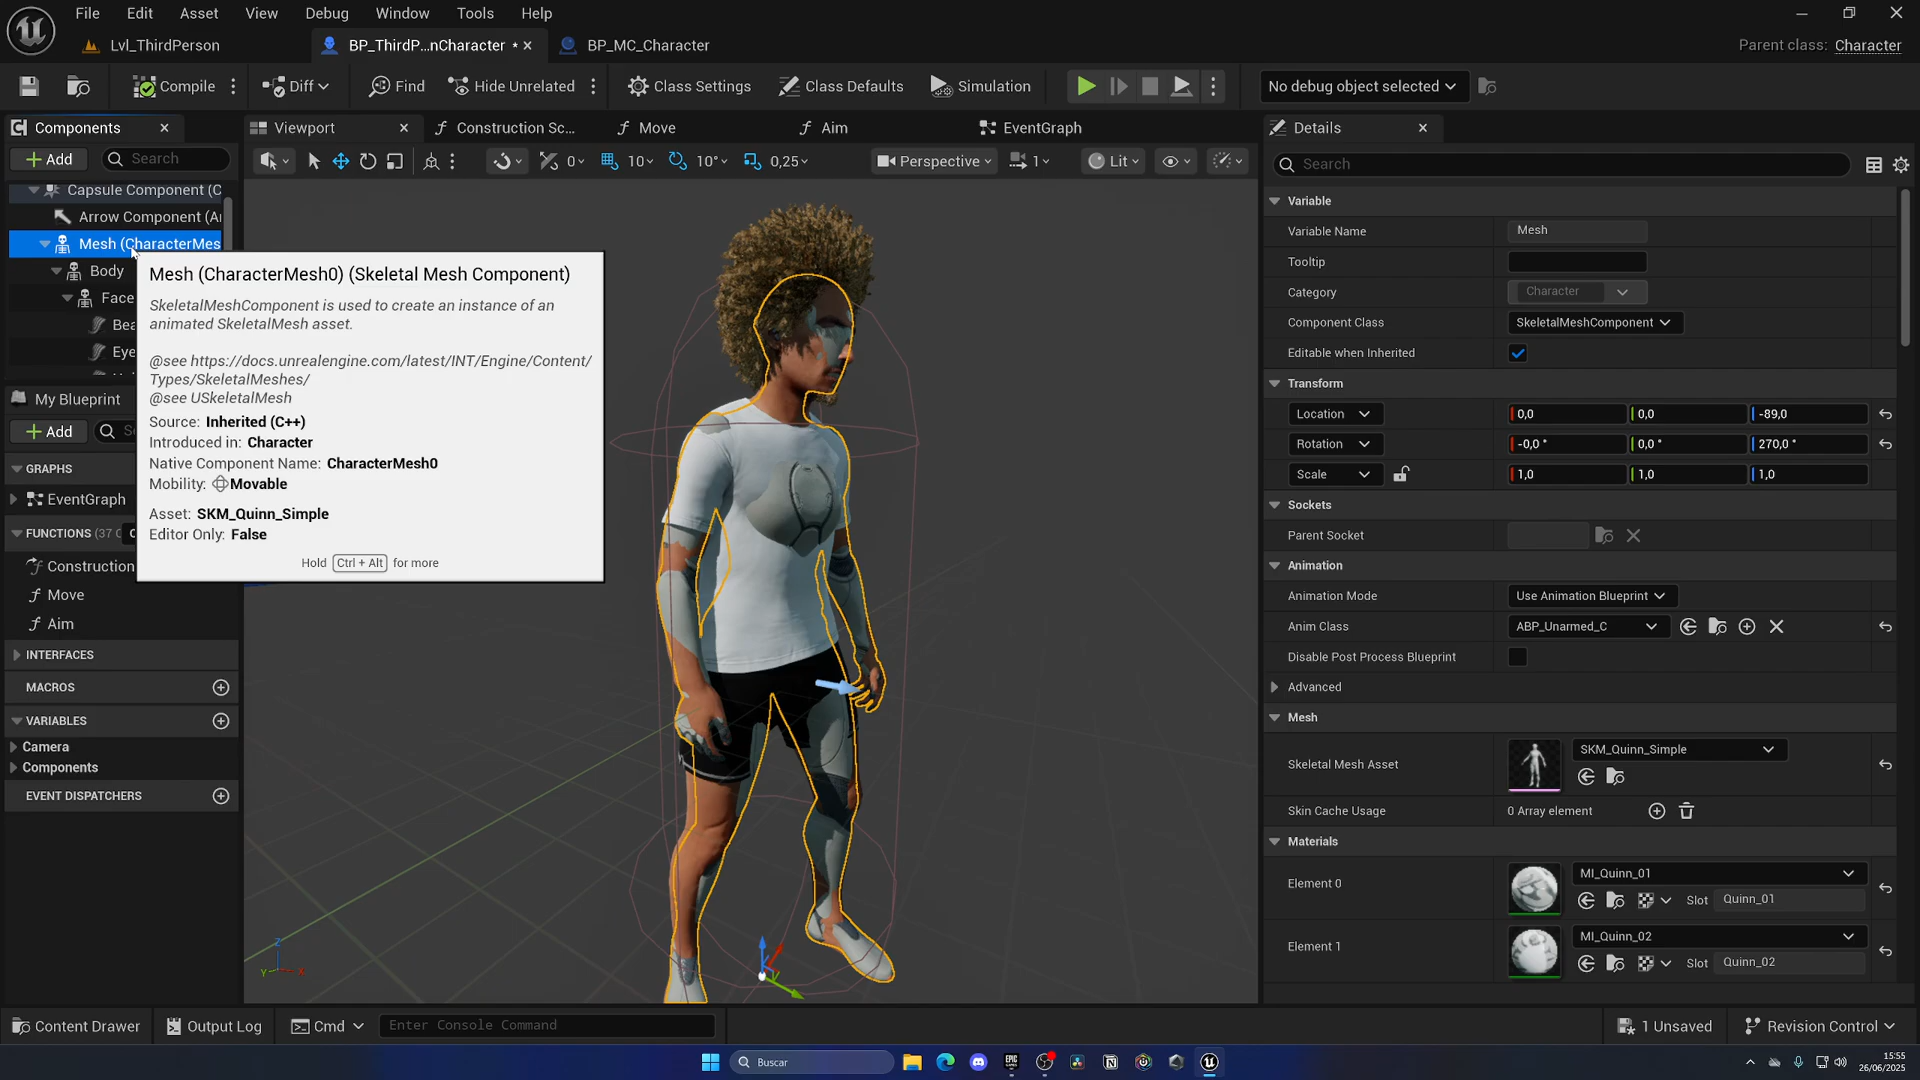 File Edit Asset View Debug Window Tools Help
Lvl_ThirdPerson
BP_ThirdP...nCharacter *
BP_MC_Character
Parent class: Character
Compile
Diff
Find
Hide Unrelated
Class Settings
Class Defaults
Simulation
No debug object selected
Components
+ Add
Search
Capsule Component (C
Arrow Component (Ar
Mesh (CharacterMes
Body
Face
Bea
Eye
Mesh (CharacterMesh0) (Skeletal Mesh Component)
SkeletalMeshComponent is used to create an instance of an
animated SkeletalMesh asset.
@see https://docs.unrealengine.com/latest/INT/Engine/Content/
Types/SkeletalMeshes/
@see USkeletalMesh
Source: Inherited (C++)
Introduced in: Character
Native Component Name: CharacterMesh0
Mobility: Movable
Asset: SKM_Quinn_Simple
Editor Only: False
Hold Ctrl + Alt for more
My Blueprint
+ Add
GRAPHS
EventGraph
FUNCTIONS (37
Construction
Move
Aim
INTERFACES
MACROS
VARIABLES
Camera
Components
EVENT DISPATCHERS
Viewport
Construction Sc...
Move
Aim
EventGraph
0
10
10°
0,25
Perspective
1
Lit
Z
Y
X
Details
Search
Variable
Variable Name Mesh
Tooltip
Category Character
Component Class SkeletalMeshComponent
Editable when Inherited
Transform
Location 0,0 0,0 -89,0
Rotation -0,0 ° 0,0 ° 270,0 °
Scale 1,0 1,0 1,0
Sockets
Parent Socket
Animation
Animation Mode Use Animation Blueprint
Anim Class ABP_Unarmed_C
Disable Post Process Blueprint
Advanced
Mesh
Skeletal Mesh Asset SKM_Quinn_Simple
Skin Cache Usage 0 Array element
Materials
Element 0 MI_Quinn_01
Slot Quinn_01
Element 1 MI_Quinn_02
Slot Quinn_02
Content Drawer
Output Log
Cmd
Enter Console Command
1 Unsaved
Revision Control
Buscar
15:55
26/06/2025